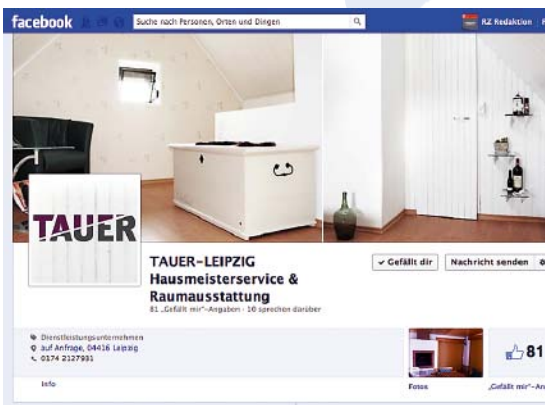 facebook
Suche nach Personen, Orten und Dingen
RZ Redaktion
TAUER
TAUER-LEIPZIG
Hausmeisterservice &
Raumausstattung
81 „Gefällt mir“-Angaben · 10 sprechen darüber
✓ Gefällt dir
Nachricht senden
Dienstleistungsunternehmen
auf Anfrage, 04416 Leipzig
0174 2127931
Info
Fotos
81
„Gefällt mir“-An